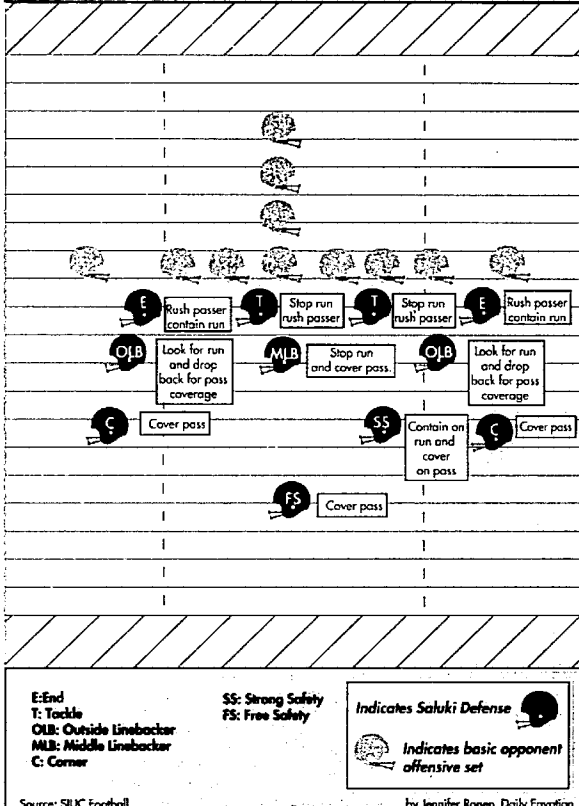 E
Rush passer
contain run
T
Stop run
rush passer
T
Stop run
rush passer
E
Rush passer
contain run
OLB
Look for run
and drop
back for pass
coverage
MLB
Stop run
and cover pass.
OLB
Look for run
and drop
back for pass
coverage
C
Cover pass
SS
Contain on
run and
cover
on pass
C
Cover pass
FS
Cover pass
E:End
T: Tackle
OLB: Outside Linebacker
MLB: Middle Linebacker
C: Corner
SS: Strong Safety
FS: Free Safety
Indicates Saluki Defense
Indicates basic opponent
offensive set
Source: SIUC Football
by Jennifer Ronen, Daily Egyptian